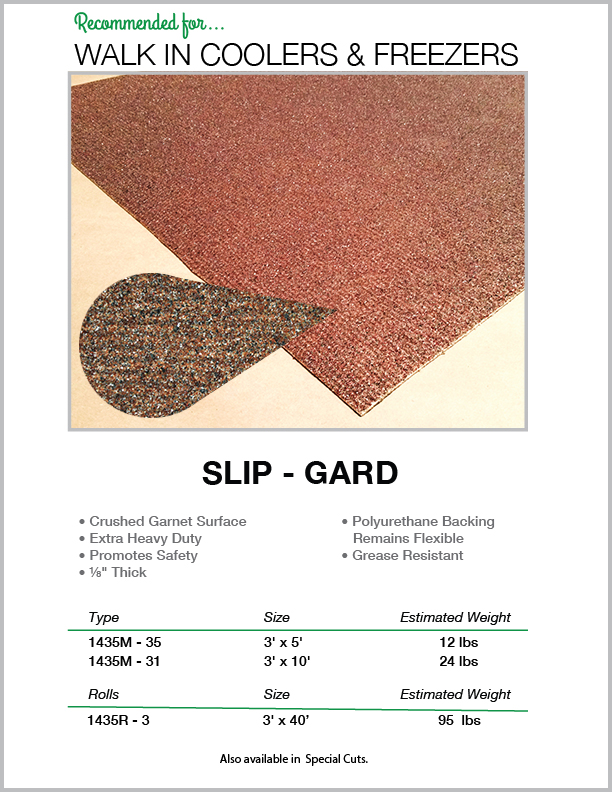 Recommended for...
WALK IN COOLERS & FREEZERS
SLIP - GARD
• Crushed Garnet Surface
• Extra Heavy Duty
• Promotes Safety
• ⅛" Thick
• Polyurethane Backing
Remains Flexible
• Grease Resistant
Type Size Estimated Weight
1435M - 35 3' x 5' 12 lbs
1435M - 31 3' x 10' 24 lbs
Rolls Size Estimated Weight
1435R - 3 3' x 40’ 95 lbs
Also available in Special Cuts.